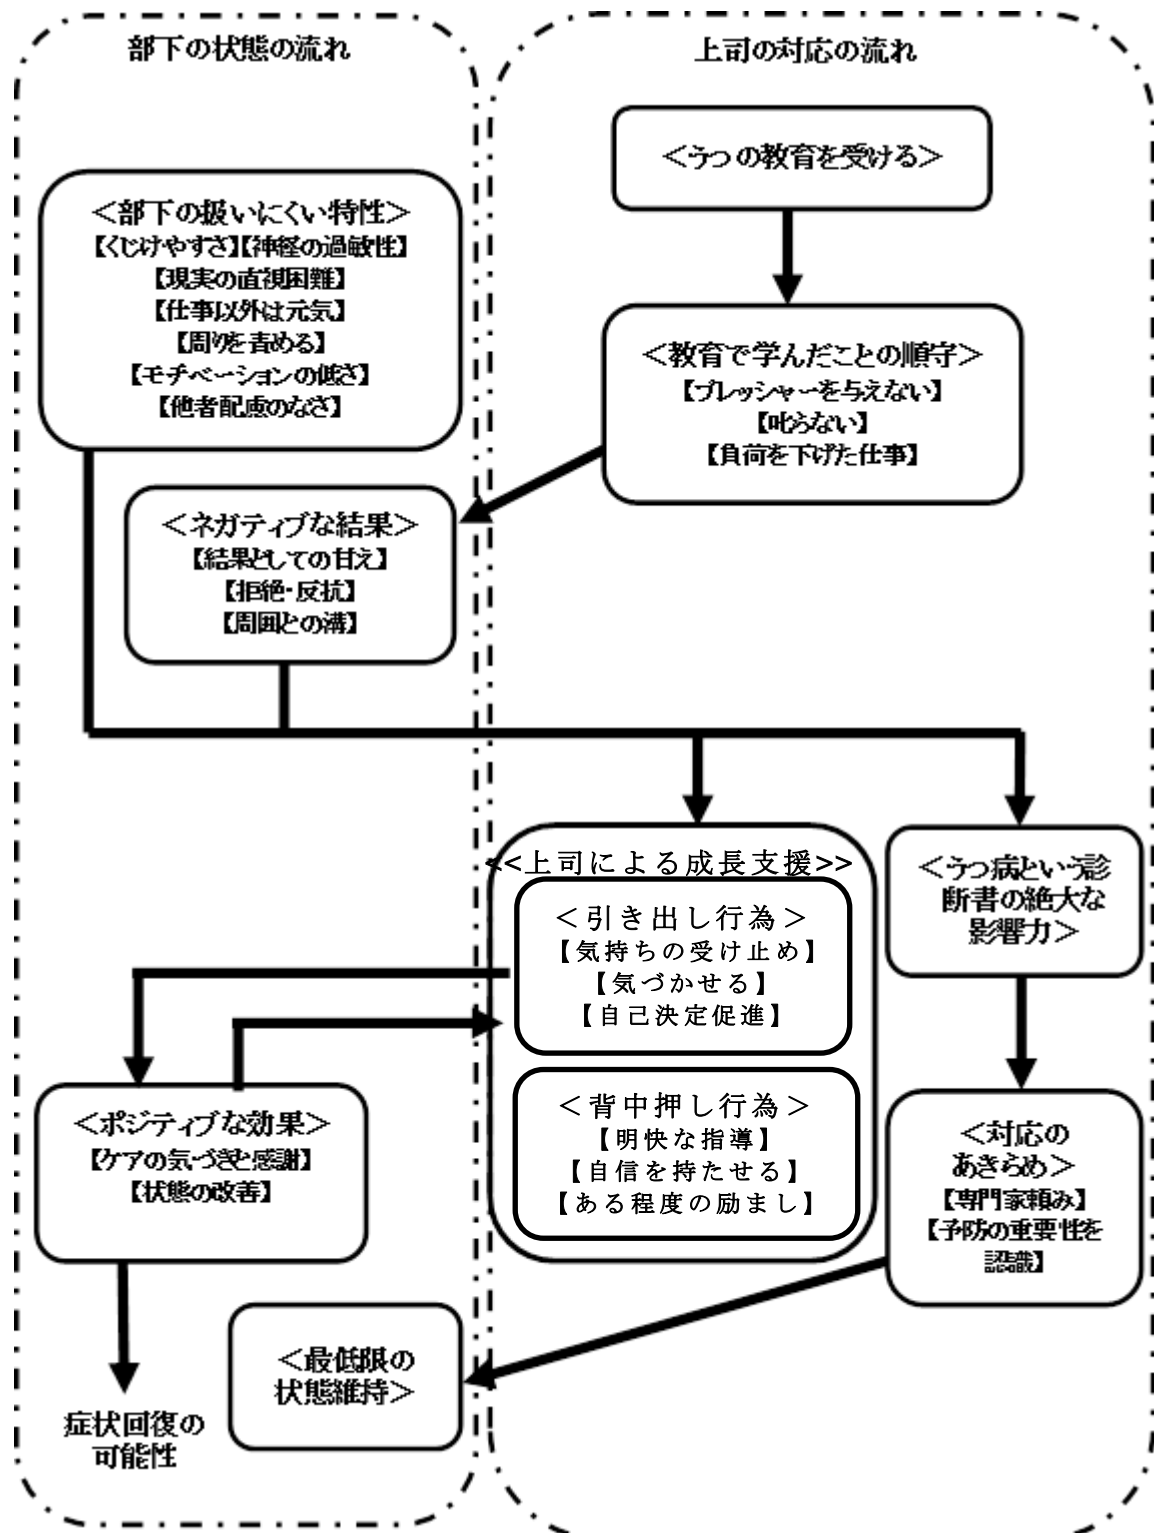 部下の状態の流れ
上司の対応の流れ
＜うつの教育を受ける＞
＜部下の扱いにくい特性＞
【くじけやすさ】【神経の過敏性】
【現実の直視困難】
【仕事以外は元気】
【周りを責める】
【モチベーションの低さ】
【他者配慮のなさ】
＜教育で学んだことの順守＞
【プレッシャーを与えない】
【叱らない】
【負荷を下げた仕事】
＜ネガティブな結果＞
【結果としての甘え】
【拒絶・反抗】
【周囲との溝】
<<上司による成長支援>>
＜引き出し行為＞
【気持ちの受け止め】
【気づかせる】
【自己決定促進】
＜背中押し行為＞
【明快な指導】
【自信を持たせる】
【ある程度の励まし】
＜うつ病という診
断書の絶大な
影響力＞
＜対応の
あきらめ＞
【専門家頼み】
【予防の重要性を
認識】
＜ポジティブな効果＞
【ケアの気づきと感謝】
【状態の改善】
＜最低限の
状態維持＞
症状回復の
可能性